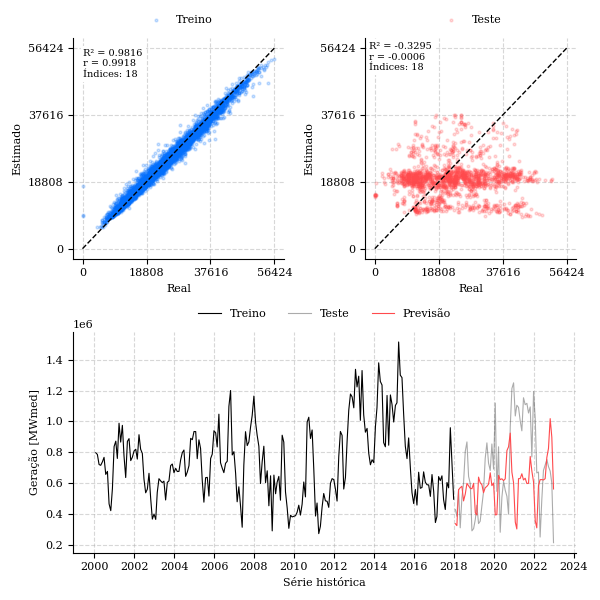 Treino
56424
37616
18808
0
R² = 0.9816
r = 0.9918
Índices: 18
Estimado
0 18808 37616 56424
Real
Teste
56424
37616
18808
0
R² = -0.3295
r = -0.0006
Índices: 18
Estimado
0 18808 37616 56424
Real
Treino Teste Previsão
1e6
1.4
1.2
1.0
0.8
0.6
0.4
0.2
Geração [MWmed]
2000 2002 2004 2006 2008 2010 2012 2014 2016 2018 2020 2022 2024
Série histórica